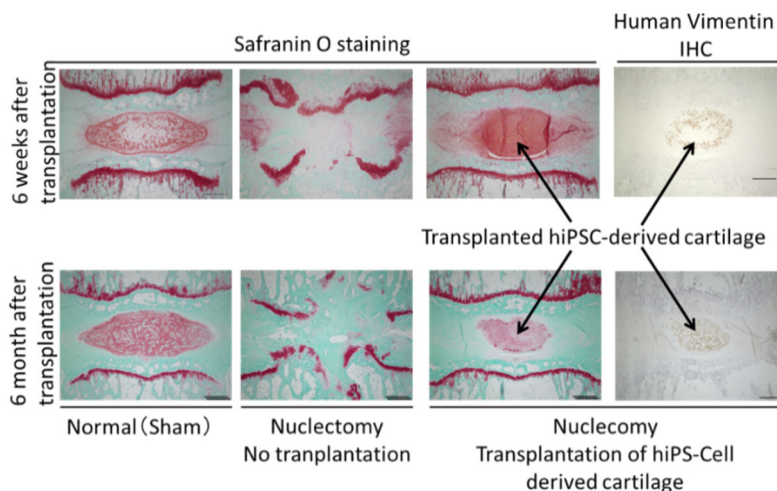 Safranin O staining
Human Vimentin
IHC
6 weeks after
transplantation
Transplanted hiPSC-derived cartilage
6 month after
transplantation
Normal(Sham)
Nuclectomy
No tranplantation
Nuclecomy
Transplantation of hiPS-Cell
derived cartilage